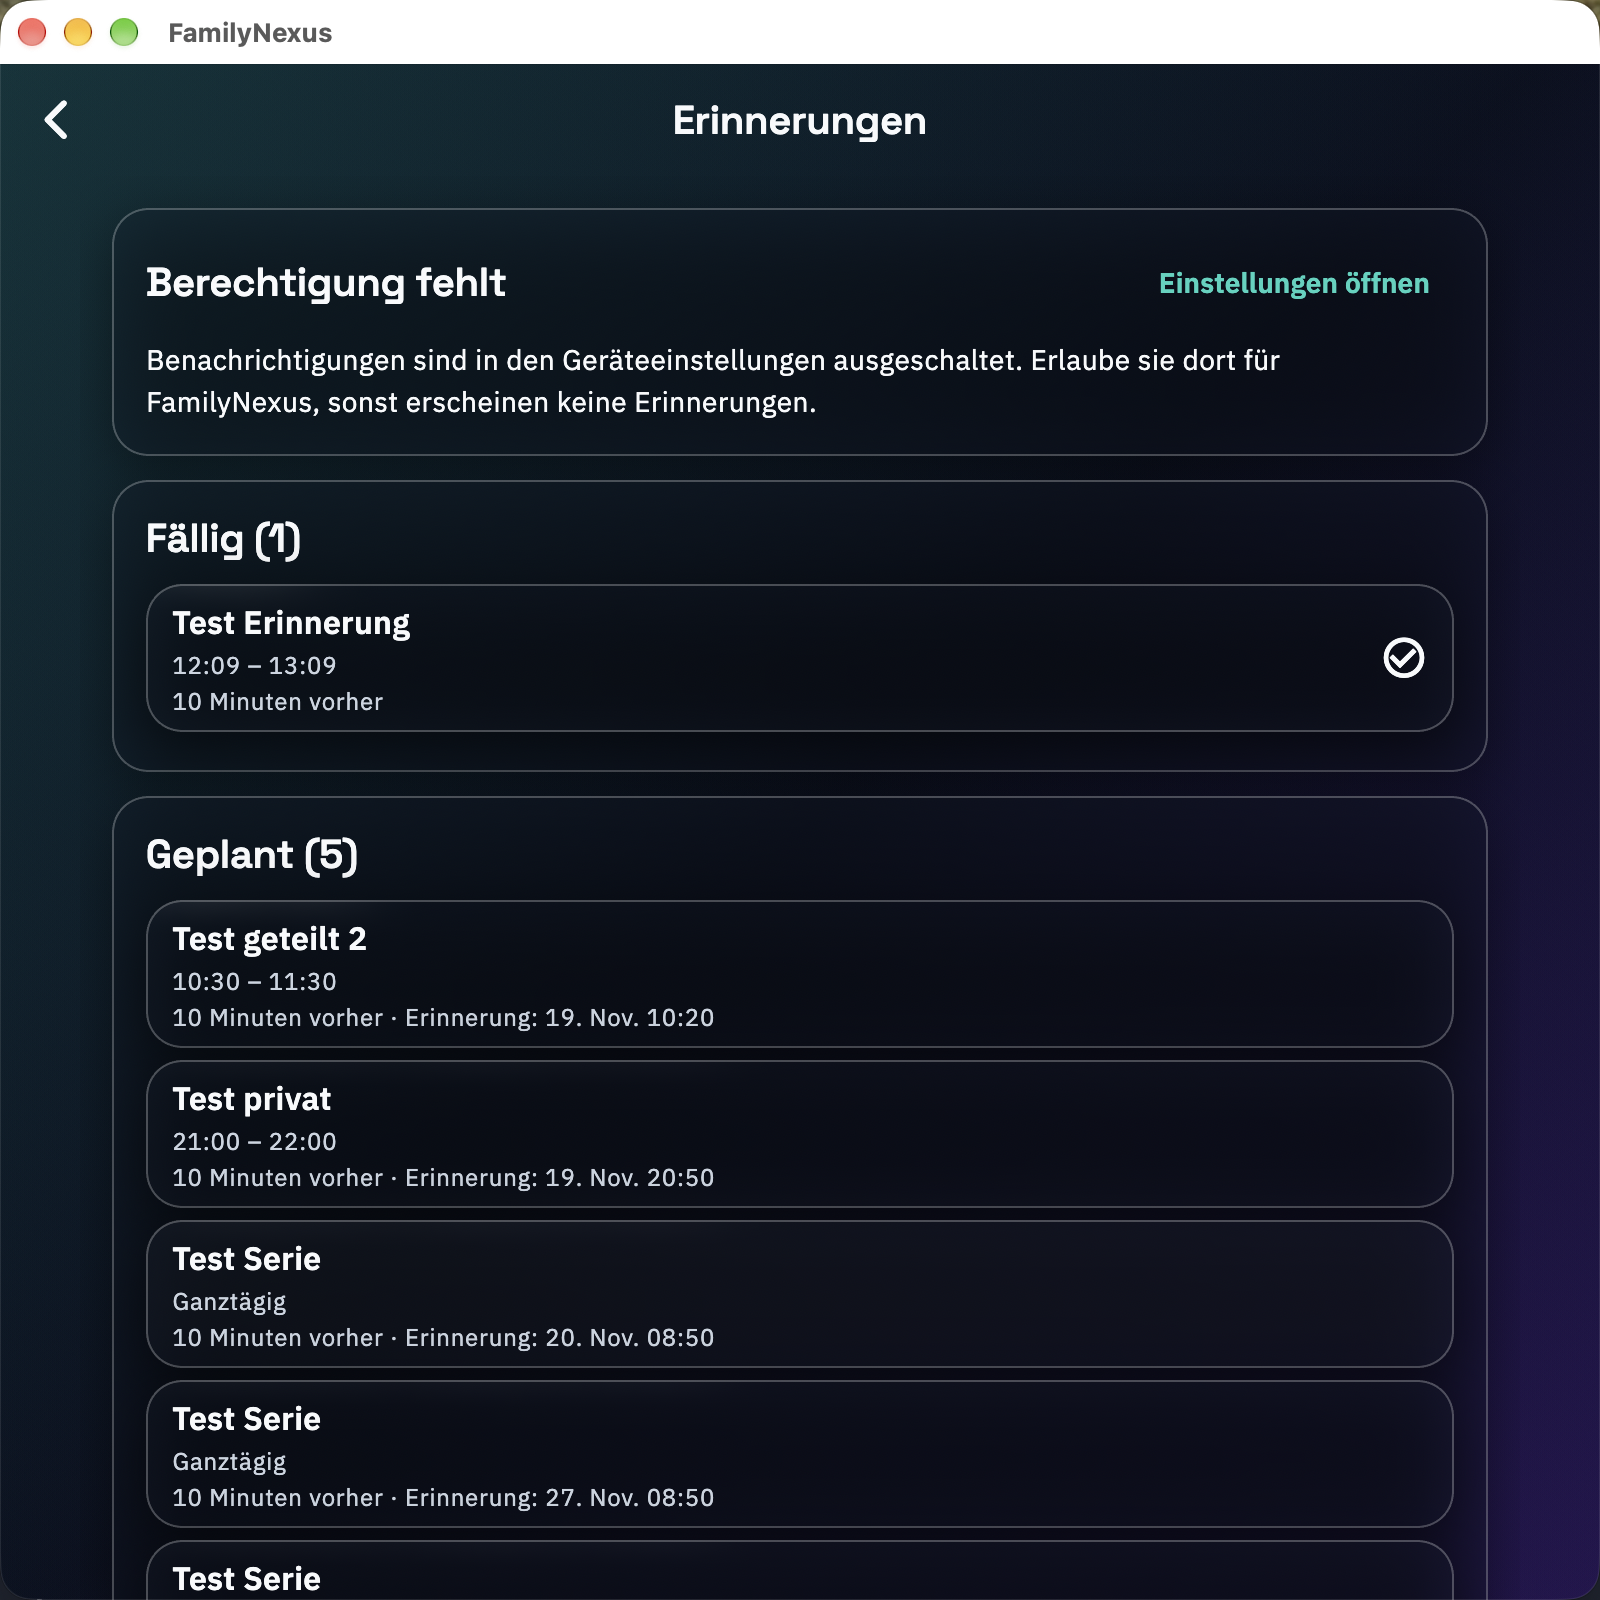 FamilyNexus
Erinnerungen
Berechtigung fehlt
Einstellungen öffnen
Benachrichtigungen sind in den Geräteeinstellungen ausgeschaltet. Erlaube sie dort für
FamilyNexus, sonst erscheinen keine Erinnerungen.
Fällig (1)
Test Erinnerung
12:09 – 13:09
10 Minuten vorher
Geplant (5)
Test geteilt 2
10:30 – 11:30
10 Minuten vorher · Erinnerung: 19. Nov. 10:20
Test privat
21:00 – 22:00
10 Minuten vorher · Erinnerung: 19. Nov. 20:50
Test Serie
Ganztägig
10 Minuten vorher · Erinnerung: 20. Nov. 08:50
Test Serie
Ganztägig
10 Minuten vorher · Erinnerung: 27. Nov. 08:50
Test Serie